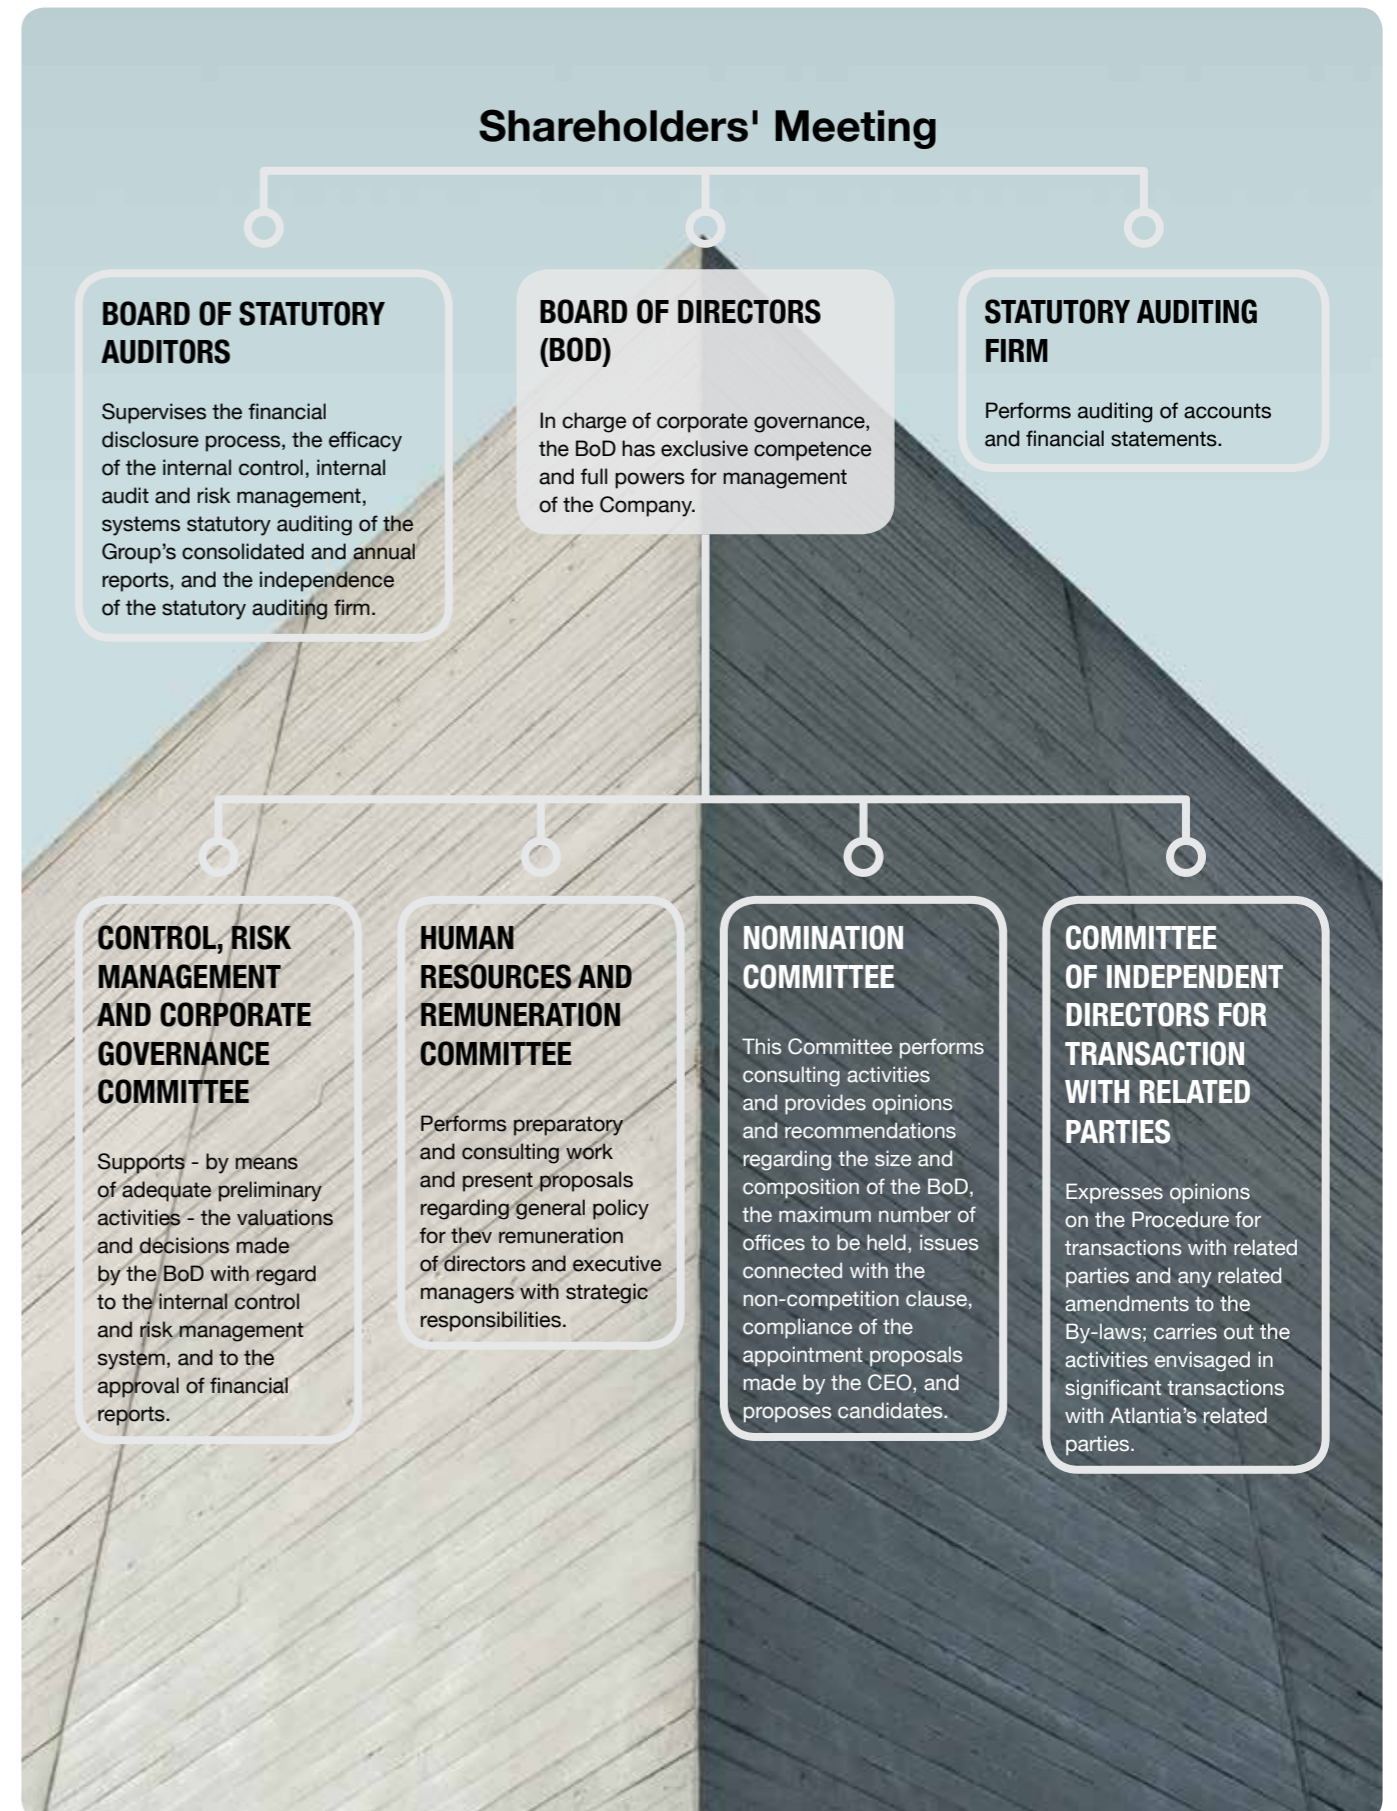 Shareholders' Meeting
BOARD OF STATUTORY
AUDITORS
Supervises the financial
disclosure process, the efficacy
of the internal control, internal
audit and risk management,
systems statutory auditing of the
Group’s consolidated and annual
reports, and the independence
of the statutory auditing firm.
BOARD OF DIRECTORS
(BOD)
In charge of corporate governance,
the BoD has exclusive competence
and full powers for management
of the Company.
STATUTORY AUDITING
FIRM
Performs auditing of accounts
and financial statements.
CONTROL, RISK
MANAGEMENT
AND CORPORATE
GOVERNANCE
COMMITTEE
Supports - by means
of adequate preliminary
activities - the valuations
and decisions made
by the BoD with regard
to the internal control
and risk management
system, and to the
approval of financial
reports.
HUMAN
RESOURCES AND
REMUNERATION
COMMITTEE
Performs preparatory
and consulting work
and present proposals
regarding general policy
for thev remuneration
of directors and executive
managers with strategic
responsibilities.
NOMINATION
COMMITTEE
This Committee performs
consulting activities
and provides opinions
and recommendations
regarding the size and
composition of the BoD,
the maximum number of
offices to be held, issues
connected with the
non-competition clause,
compliance of the
appointment proposals
made by the CEO, and
proposes candidates.
COMMITTEE
OF INDEPENDENT
DIRECTORS FOR
TRANSACTION
WITH RELATED
PARTIES
Expresses opinions
on the Procedure for
transactions with related
parties and any related
amendments to the
By-laws; carries out the
activities envisaged in
significant transactions
with Atlantia’s related
parties.